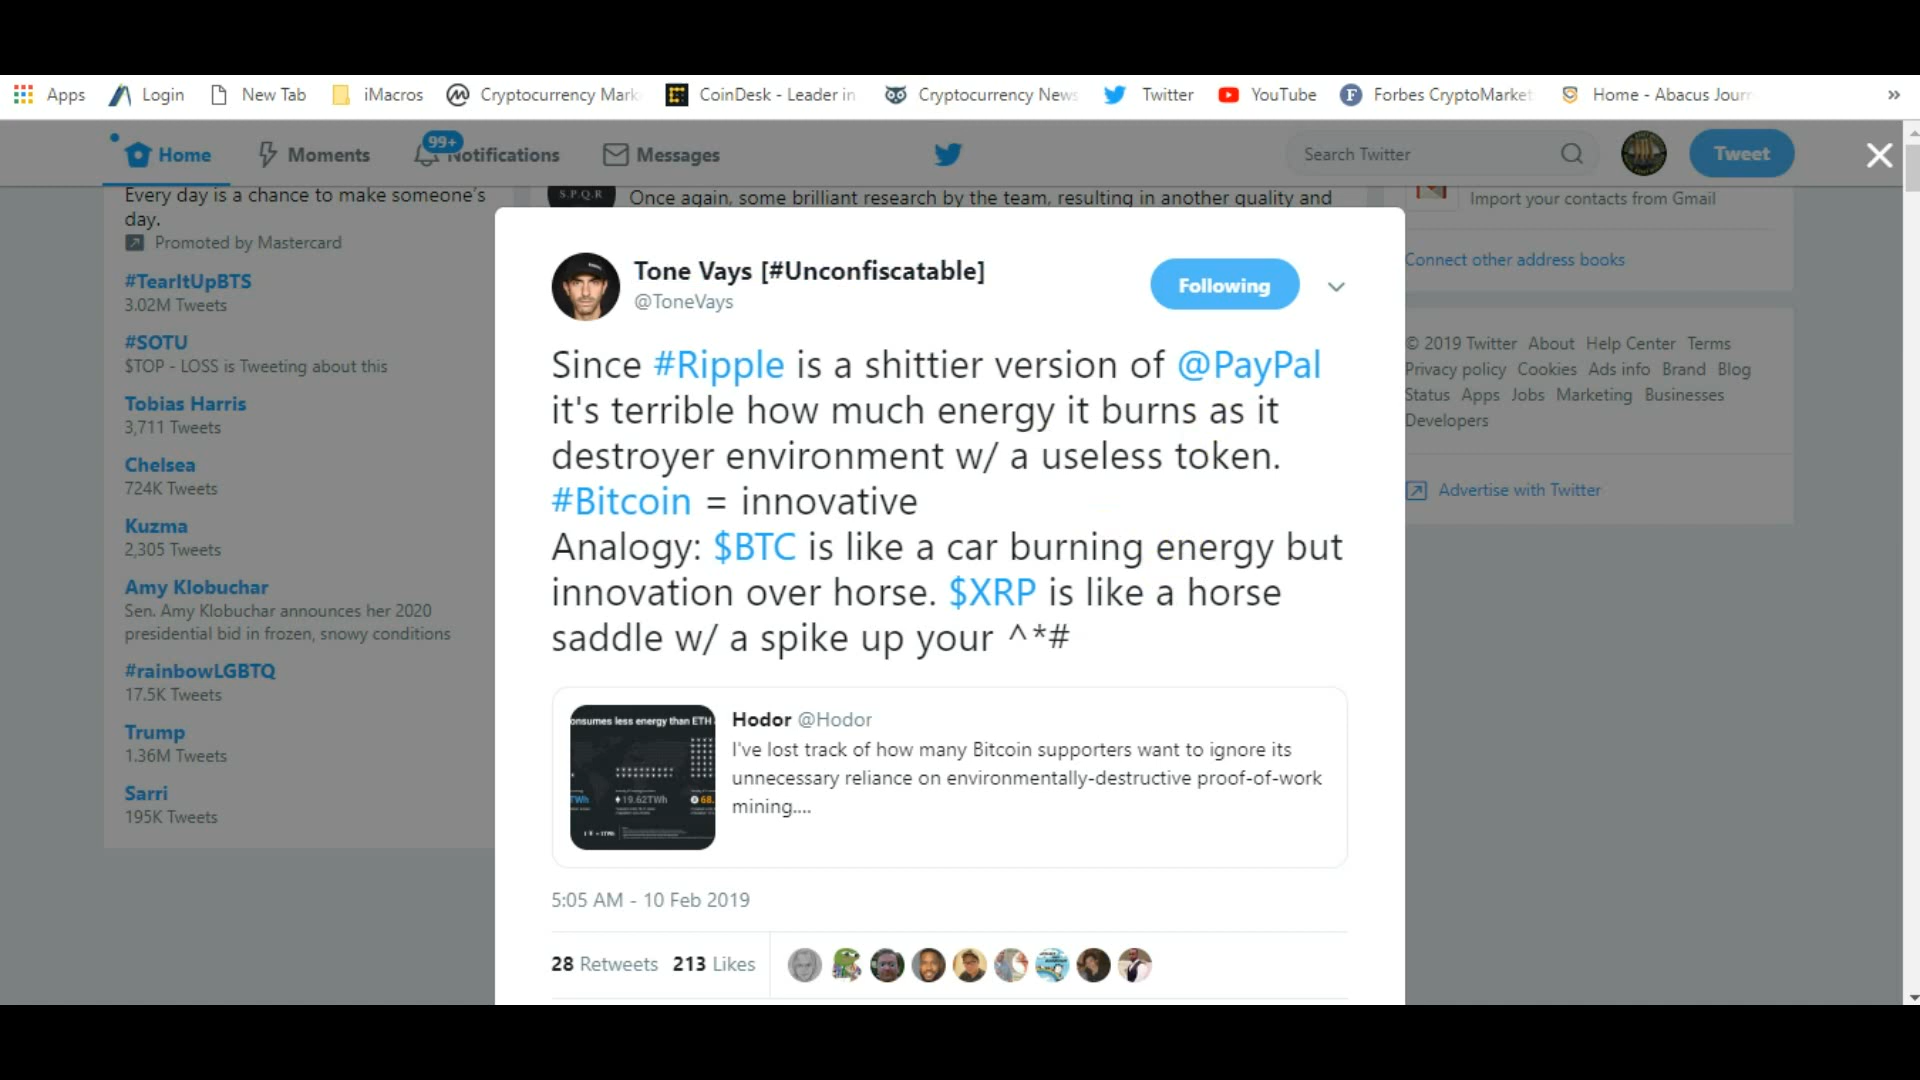 Apps Login New Tab iMacros Cryptocurrency Mark CoinDesk - Leader in Cryptocurrency News Twitter YouTube Forbes CryptoMarket Home - Abacus Journ »
Home Moments 99+ Notifications Messages Search Twitter Tweet
Every day is a chance to make someone's
day.
Promoted by Mastercard
#TearItUpBTS
3.02M Tweets
#SOTU
$TOP - LOSS is Tweeting about this
Tobias Harris
3,711 Tweets
Chelsea
724K Tweets
Kuzma
2,305 Tweets
Amy Klobuchar
Sen. Amy Klobuchar announces her 2020
presidential bid in frozen, snowy conditions
#rainbowLGBTQ
17.5K Tweets
Trump
1.36M Tweets
Sarri
195K Tweets
S.P.Q.R
Once again, some brilliant research by the team, resulting in another quality and
Tone Vays [#Unconfiscatable]
@ToneVays
Following
Since #Ripple is a shittier version of @PayPal
it's terrible how much energy it burns as it
destroyer environment w/ a useless token.
#Bitcoin = innovative
Analogy: $BTC is like a car burning energy but
innovation over horse. $XRP is like a horse
saddle w/ a spike up your ^*#
onsumes less energy than ETH
TWh 19.62TWh 68.
Hodor @Hodor
I've lost track of how many Bitcoin supporters want to ignore its
unnecessary reliance on environmentally-destructive proof-of-work
mining....
5:05 AM - 10 Feb 2019
28 Retweets 213 Likes
Import your contacts from Gmail
Connect other address books
© 2019 Twitter About Help Center Terms
Privacy policy Cookies Ads info Brand Blog
Status Apps Jobs Marketing Businesses
Developers
Advertise with Twitter